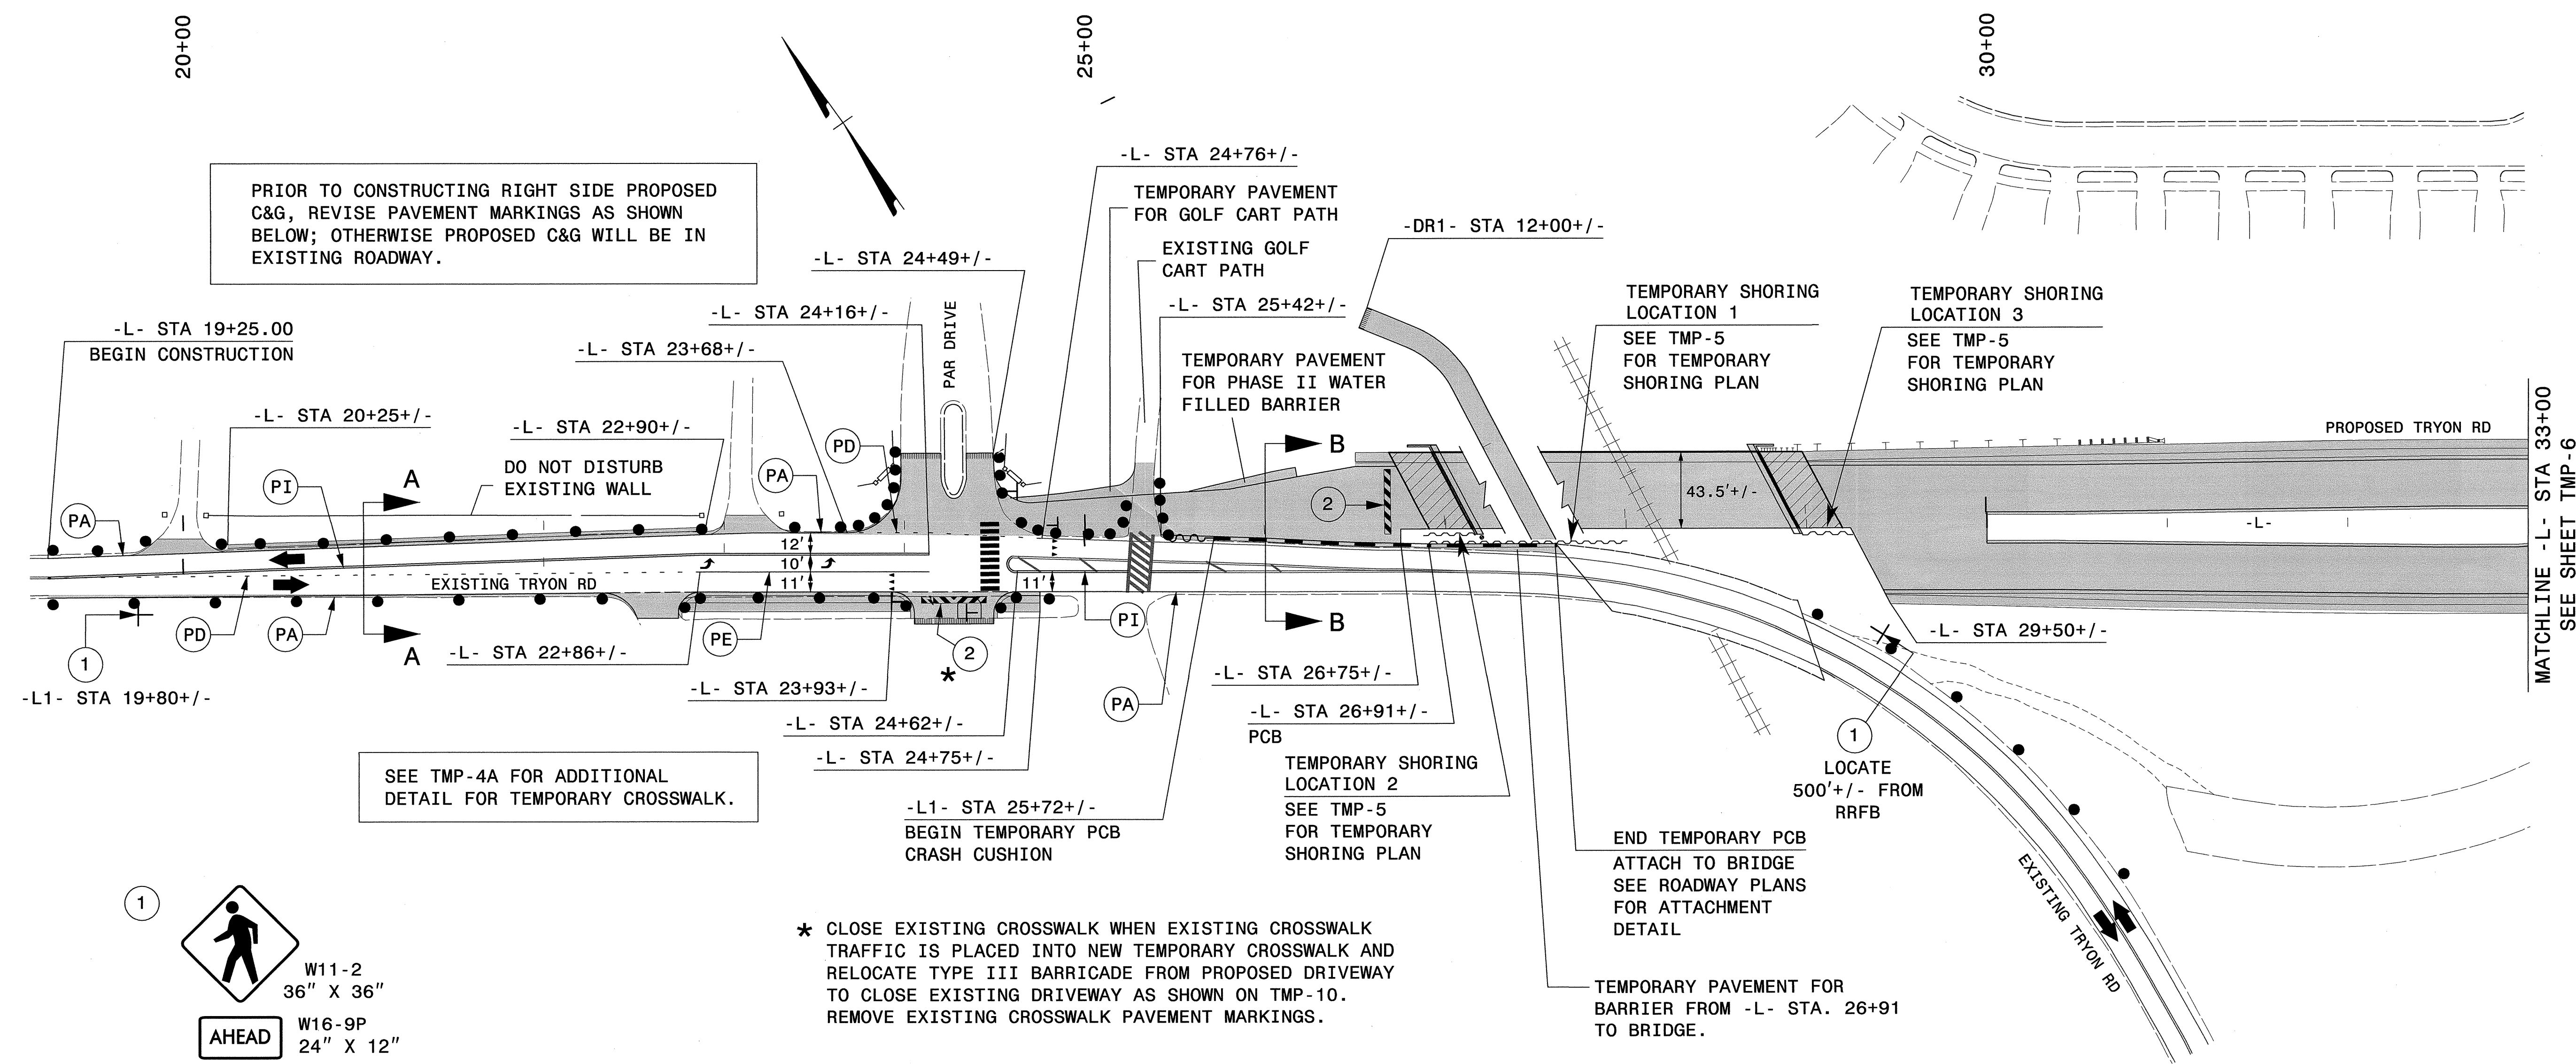 20+00
25+00
30+00
-L- STA 24+76+/-
TEMPORARY PAVEMENT
FOR GOLF CART PATH
PRIOR TO CONSTRUCTING RIGHT SIDE PROPOSED
C&G, REVISE PAVEMENT MARKINGS AS SHOWN
BELOW; OTHERWISE PROPOSED C&G WILL BE IN
EXISTING ROADWAY.
-DR1- STA 12+00+/-
EXISTING GOLF
CART PATH
-L- STA 24+49+/-
-L- STA 25+42+/-
TEMPORARY SHORING
LOCATION 1
SEE TMP-5
FOR TEMPORARY
SHORING PLAN
TEMPORARY SHORING
LOCATION 3
SEE TMP-5
FOR TEMPORARY
SHORING PLAN
-L- STA 24+16+/-
PAR DRIVE
-L- STA 19+25.00
BEGIN CONSTRUCTION
-L- STA 23+68+/-
TEMPORARY PAVEMENT
FOR PHASE II WATER
FILLED BARRIER
-L- STA 20+25+/-
-L- STA 22+90+/-
DO NOT DISTURB
EXISTING WALL
PD
B
PROPOSED TRYON RD
MATCHLINE -L- STA 33+00
SEE SHEET TMP-6
PI
A
PA
2
43.5'+/-
PA
-L-
12'
10'
11'
11'
EXISTING TRYON RD
1
PD
PA
A
PE
2
*
PI
B
-L- STA 29+50+/-
-L- STA 22+86+/-
-L- STA 26+75+/-
-L1- STA 19+80+/-
-L- STA 23+93+/-
PA
-L- STA 26+91+/-
PCB
-L- STA 24+62+/-
1
LOCATE
500'+/- FROM
RRFB
-L- STA 24+75+/-
TEMPORARY SHORING
LOCATION 2
SEE TMP-5
FOR TEMPORARY
SHORING PLAN
SEE TMP-4A FOR ADDITIONAL
DETAIL FOR TEMPORARY CROSSWALK.
-L1- STA 25+72+/-
BEGIN TEMPORARY PCB
CRASH CUSHION
END TEMPORARY PCB
ATTACH TO BRIDGE
SEE ROADWAY PLANS
FOR ATTACHMENT
DETAIL
EXISTING TRYON RD
1
W11-2
36" X 36"
AHEAD
W16-9P
24" X 12"
* CLOSE EXISTING CROSSWALK WHEN EXISTING CROSSWALK
TRAFFIC IS PLACED INTO NEW TEMPORARY CROSSWALK AND
RELOCATE TYPE III BARRICADE FROM PROPOSED DRIVEWAY
TO CLOSE EXISTING DRIVEWAY AS SHOWN ON TMP-10.
REMOVE EXISTING CROSSWALK PAVEMENT MARKINGS.
TEMPORARY PAVEMENT FOR
BARRIER FROM -L- STA. 26+91
TO BRIDGE.